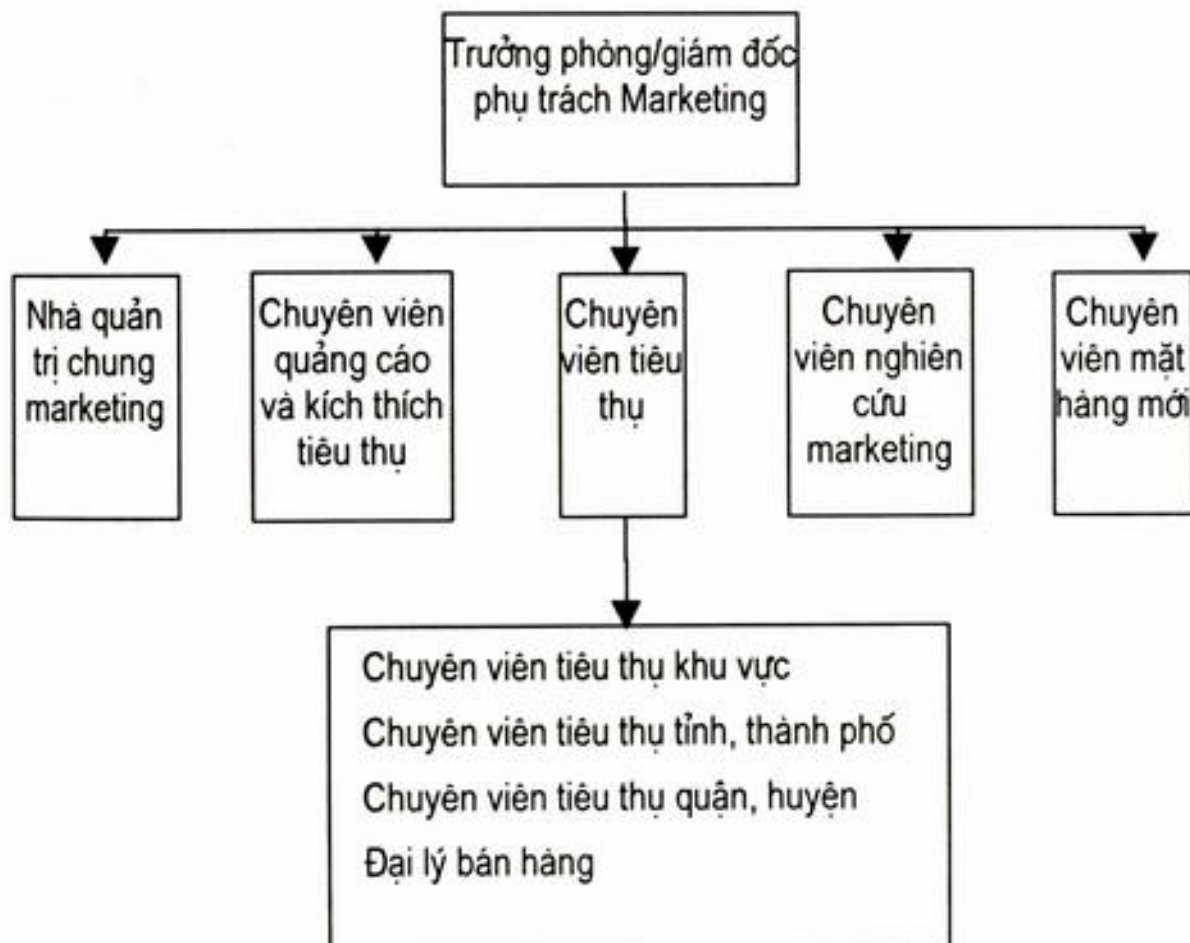 Trưởng phòng/giám đốc
phụ trách Marketing
Nhà quản
trị chung
marketing
Chuyên viên
quảng cáo
và kích thích
tiêu thụ
Chuyên
viên tiêu
thụ
Chuyên
viên nghiên
cứu
marketing
Chuyên
viên mặt
hàng mới
Chuyên viên tiêu thụ khu vực
Chuyên viên tiêu thụ tỉnh, thành phố
Chuyên viên tiêu thụ quận, huyện
Đại lý bán hàng